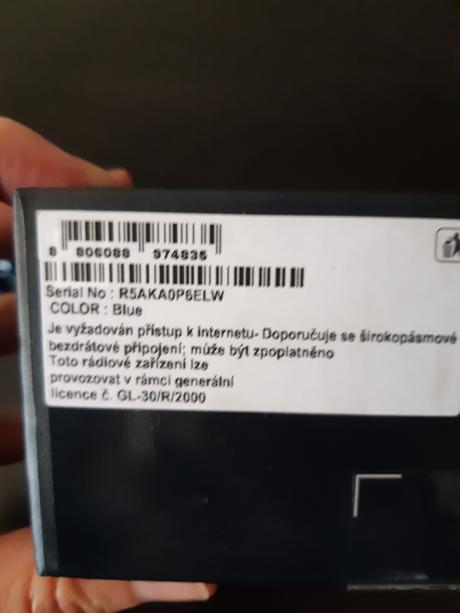 8 806088 974835
Serial No : R5AKA0P6ELW
COLOR : Blue
Je vyžadován přístup k internetu- Doporučuje se širokopásmové
bezdrátové připojení; může být zpoplatněno
Toto rádiové zařízení lze
provozovat v rámci generální
licence č. GL-30/R/2000